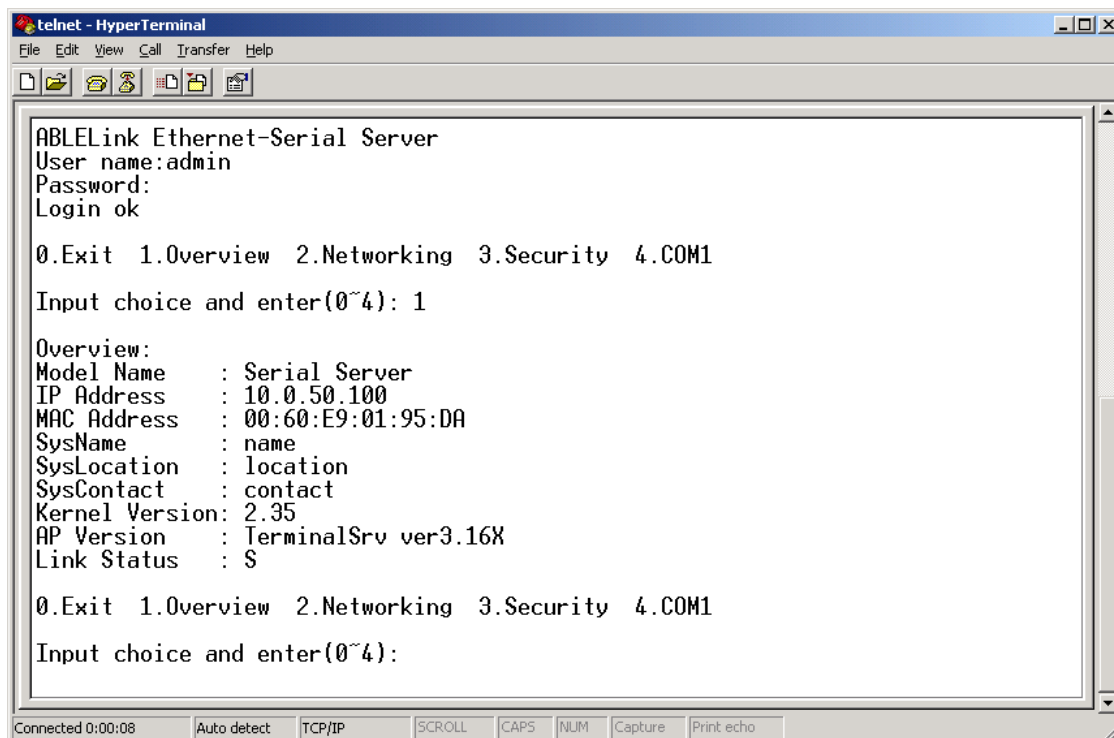 telnet - HyperTerminal
File Edit View Call Transfer Help
ABLELink Ethernet-Serial Server
User name:admin
Password:
Login ok
0.Exit  1.Overview  2.Networking  3.Security  4.COM1
Input choice and enter(0~4): 1
Overview:
Model Name    : Serial Server
IP Address    : 10.0.50.100
MAC Address   : 00:60:E9:01:95:DA
SysName       : name
SysLocation   : location
SysContact    : contact
Kernel Version: 2.35
AP Version    : TerminalSrv ver3.16X
Link Status   : S
0.Exit  1.Overview  2.Networking  3.Security  4.COM1
Input choice and enter(0~4):
Connected 0:00:08 Auto detect TCP/IP SCROLL CAPS NUM Capture Print echo